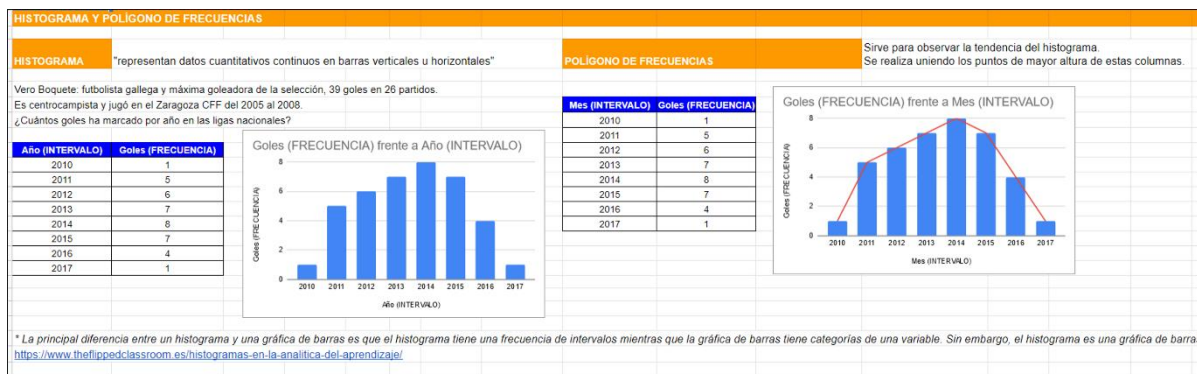 HISTOGRAMA Y POLÍGONO DE FRECUENCIAS
HISTOGRAMA
"representan datos cuantitativos continuos en barras verticales u horizontales"
Vero Boquete: futbolista gallega y máxima goleadora de la selección, 39 goles en 26 partidos.
Es centrocampista y jugó en el Zaragoza CFF del 2005 al 2008.
¿Cuántos goles ha marcado por año en las ligas nacionales?
Año (INTERVALO) Goles (FRECUENCIA)
2010 1
2011 5
2012 6
2013 7
2014 8
2015 7
2016 4
2017 1
Goles (FRECUENCIA) frente a Año (INTERVALO)
Goles (FRECUENCIA)
8
6
4
2
0
2010 2011 2012 2013 2014 2015 2016 2017
Año (INTERVALO)
POLÍGONO DE FRECUENCIAS
Sirve para observar la tendencia del histograma.
Se realiza uniendo los puntos de mayor altura de estas columnas.
Mes (INTERVALO) Goles (FRECUENCIA)
2010 1
2011 5
2012 6
2013 7
2014 8
2015 7
2016 4
2017 1
Goles (FRECUENCIA) frente a Mes (INTERVALO)
Goles (FRECUENCIA)
8
6
4
2
0
2010 2011 2012 2013 2014 2015 2016 2017
Mes (INTERVALO)
* La principal diferencia entre un histograma y una gráfica de barras es que el histograma tiene una frecuencia de intervalos mientras que la gráfica de barras tiene categorías de una variable. Sin embargo, el histograma es una gráfica de barra
https://www.theflippedclassroom.es/histogramas-en-la-analitica-del-aprendizaje/